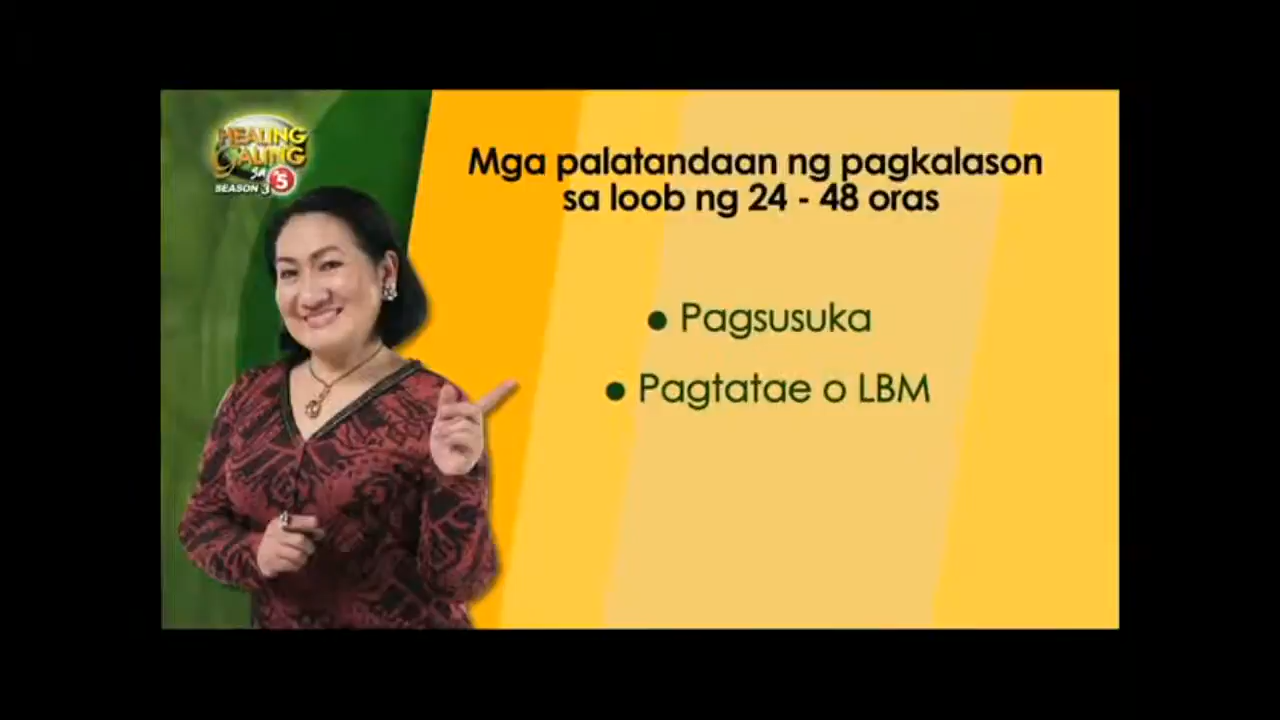 HEALING
GALING
sa 5
SEASON 3
Mga palatandaan ng pagkalason
sa loob ng 24 - 48 oras
• Pagsusuka
• Pagtatae o LBM